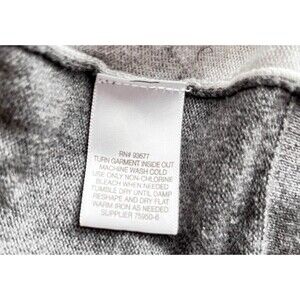 RN# 93677
TURN GARMENT INSIDE OUT
MACHINE WASH COLD
USE ONLY NON-CHLORINE
BLEACH WHEN NEEDED
TUMBLE DRY UNTIL DAMP
RESHAPE AND DRY FLAT
WARM IRON AS NEEDED
SUPPLIER 75950-6